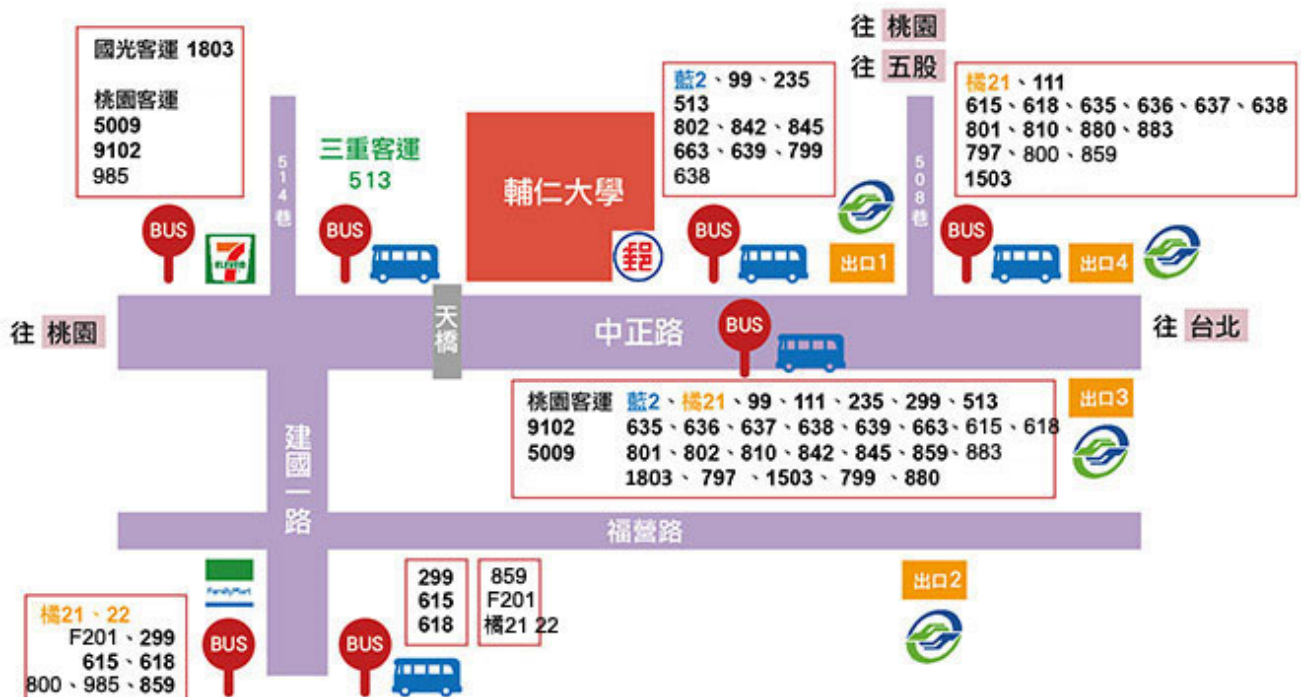 往 桃園
往 五股
國光客運 1803
桃園客運
5009
9102
985
BUS
7
ELEVEn
514巷
三重客運
513
BUS
輔仁大學
郵
藍2、99、235
513
802、842、845
663、639、799
638
BUS
出口1
508巷
橘21、111
615、618、635、636、637、638
801、810、880、883
797、800、859
1503
BUS
出口4
往 桃園
天橋
中正路
BUS
往 台北
桃園客運 藍2、橘21、99、111、235、299、513
9102 635、636、637、638、639、663、615、618
5009 801、802、810、842、845、859、883
1803、797、1503、799、880
出口3
建國一路
福營路
FamilyMart
橘21、22
F201、299
615、618
800、985、859
BUS
BUS
299
615
618
859
F201
橘21 22
出口2